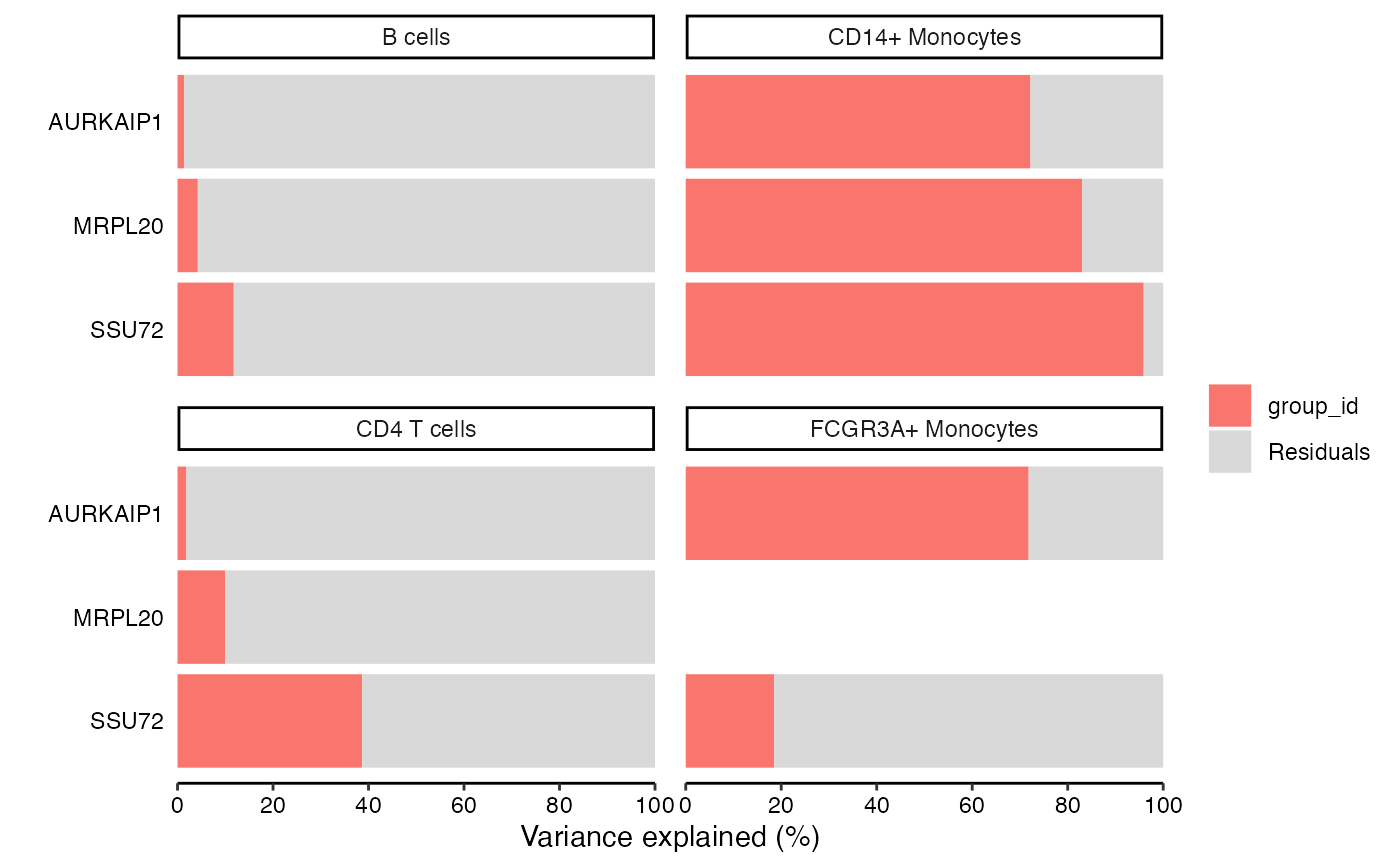 B cells
CD14+ Monocytes
AURKAIP1
MRPL20
SSU72
CD4 T cells
FCGR3A+ Monocytes
AURKAIP1
MRPL20
SSU72
0 20 40 60 80 100 0 20 40 60 80 100
Variance explained (%)
group_id
Residuals